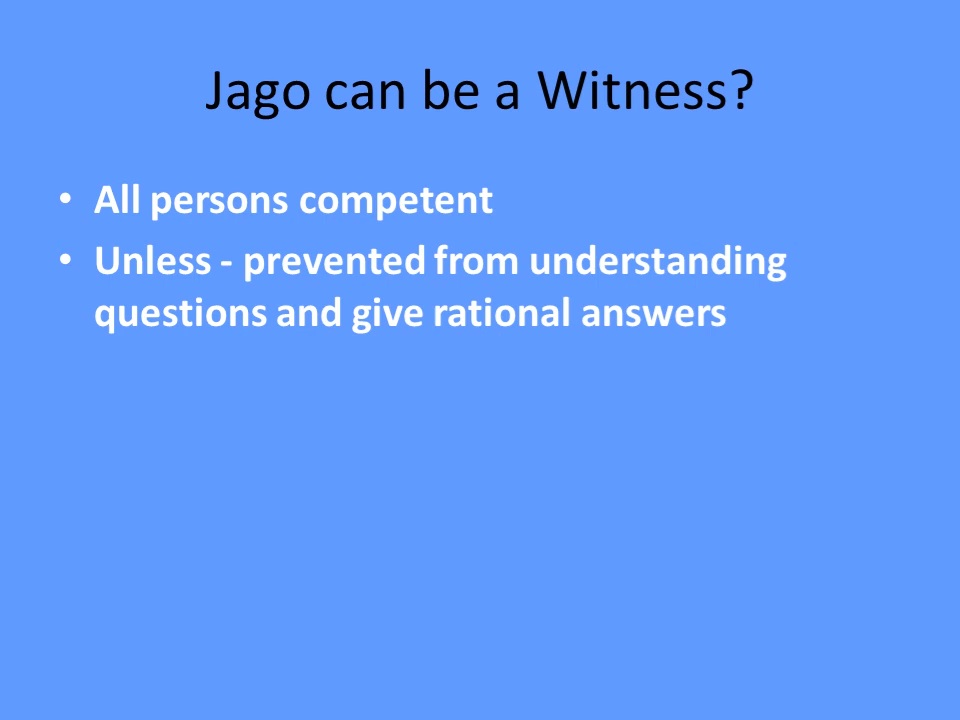 Jago can be a Witness?
• All persons competent
• Unless - prevented from understanding
questions and give rational answers